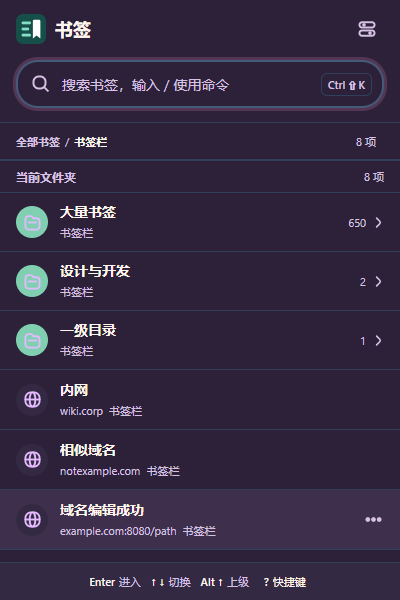 书签
搜索书签，输入 / 使用命令 Ctrl ⇧ K
全部书签 / 书签栏 8 项
当前文件夹 8 项
大量书签
书签栏 650
设计与开发
书签栏 2
一级目录
书签栏 1
内网
wiki.corp 书签栏
相似域名
notexample.com 书签栏
域名编辑成功
example.com:8080/path 书签栏
Enter 进入 ↑↓ 切换 Alt ↑ 上级 ? 快捷键